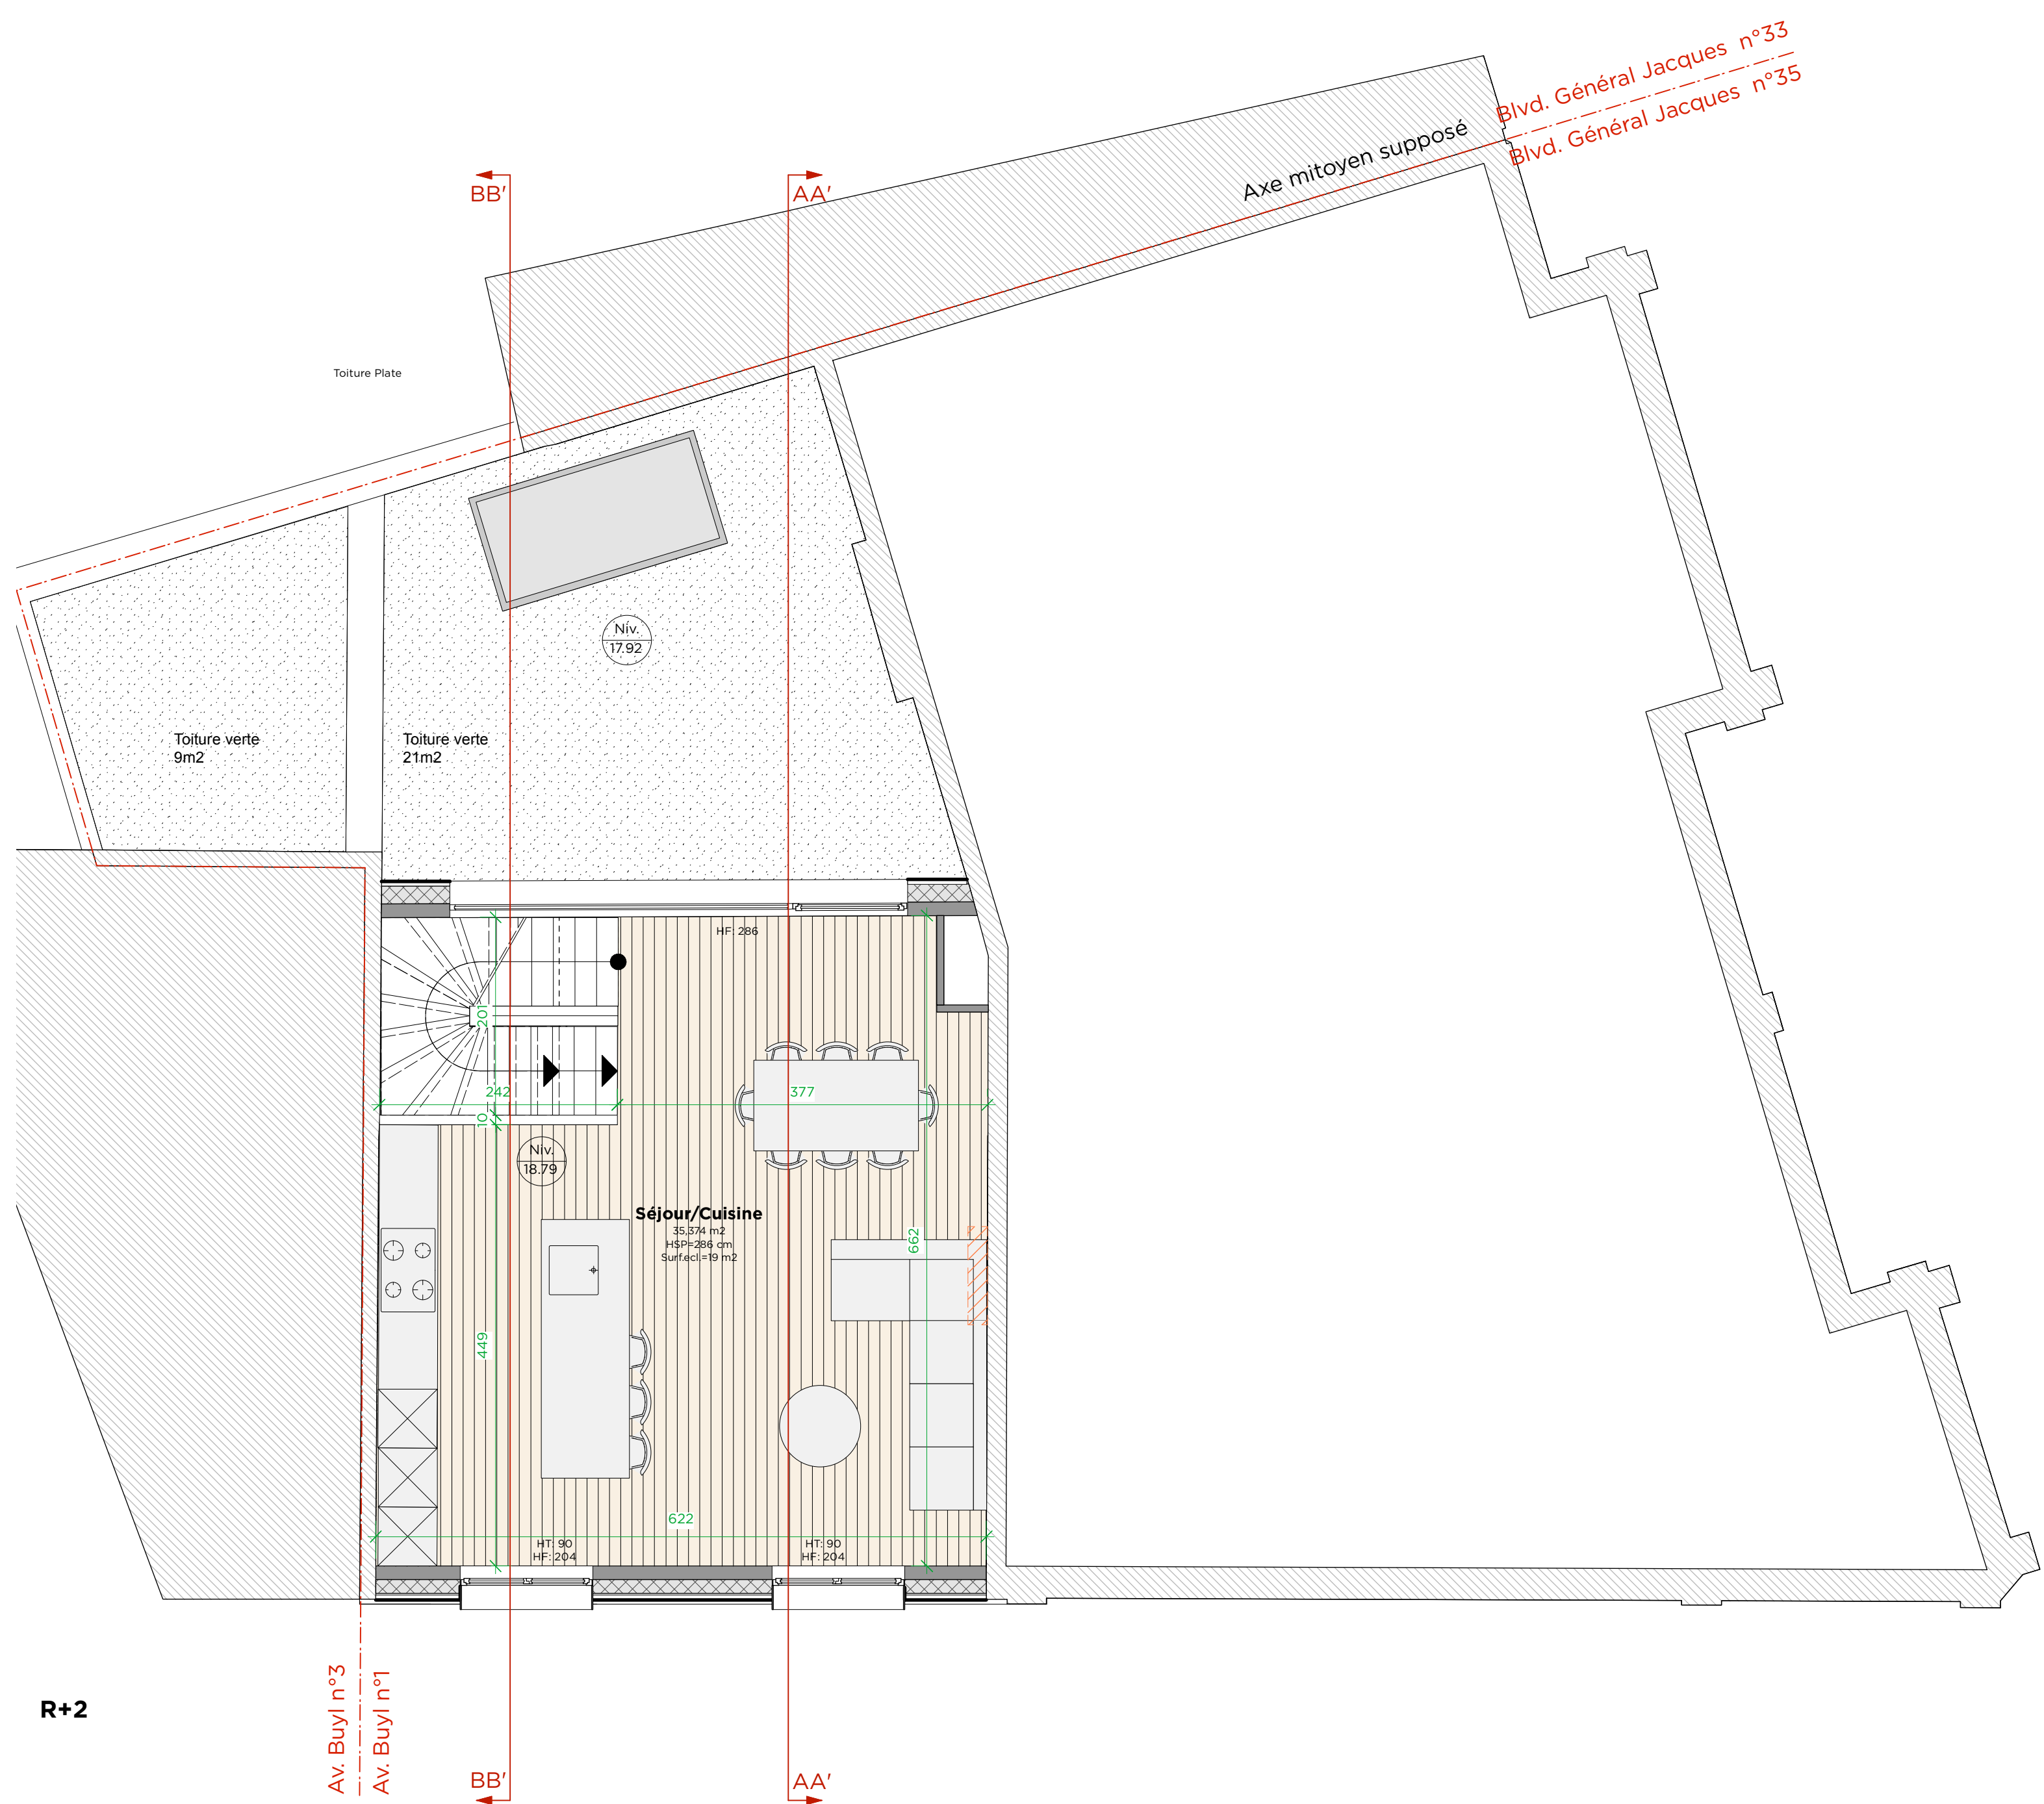 Blvd. Général Jacques n°33
Blvd. Général Jacques n°35
Axe mitoyen supposé
BB'
AA'
Toiture Plate
Niv.
17.92
Toiture verte
9m2
Toiture verte
21m2
HF: 286
201
242
377
10
Niv.
18.79
Séjour/Cuisine
35,374 m2
HSP=286 cm
Surf.ecl.=19 m2
662
449
622
HT: 90
HF: 204
HT: 90
HF: 204
Av. Buyl n°3
Av. Buyl n°1
R+2
BB'
AA'